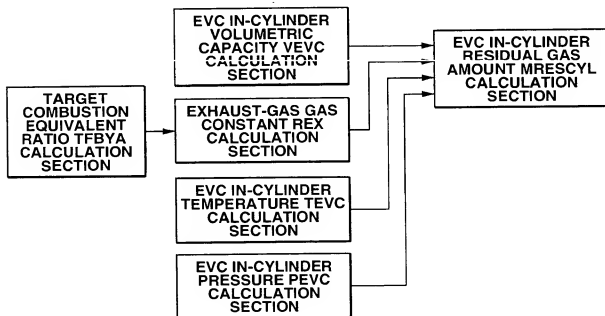 EVC IN-CYLINDER
VOLUMETRIC
CAPACITY VEVC
CALCULATION
SECTION
EVC IN-CYLINDER
RESIDUAL GAS
AMOUNT MRESCYL
CALCULATION
SECTION
TARGET
COMBUSTION
EQUIVALENT
RATIO TFBYA
CALCULATION
SECTION
EXHAUST-GAS GAS
CONSTANT REX
CALCULATION
SECTION
EVC IN-CYLINDER
TEMPERATURE TEVC
CALCULATION
SECTION
EVC IN-CYLINDER
PRESSURE PEVC
CALCULATION
SECTION